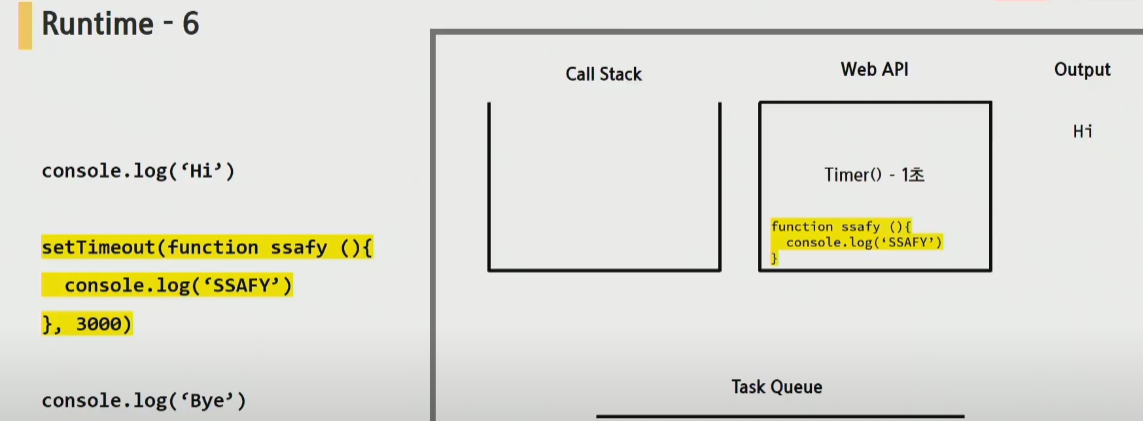 Runtime - 6
console.log(‘Hi’)
setTimeout(function ssafy (){
  console.log(‘SSAFY’)
}, 3000)
console.log(‘Bye’)
Call Stack
Web API
Timer() - 1초
function ssafy (){
  console.log(‘SSAFY’)
}
Output
Hi
Task Queue